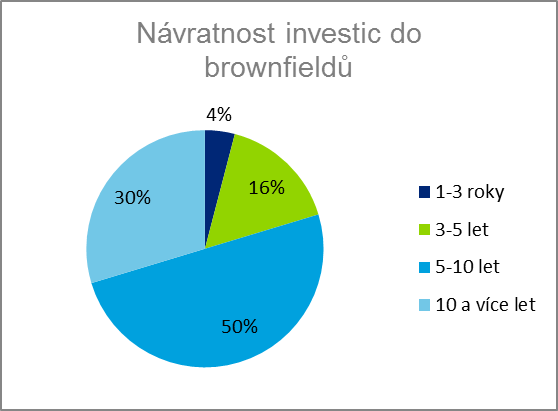 Návratnost investic do
brownfieldů
4%
16%
30%
50%
1-3 roky
3-5 let
5-10 let
10 a více let